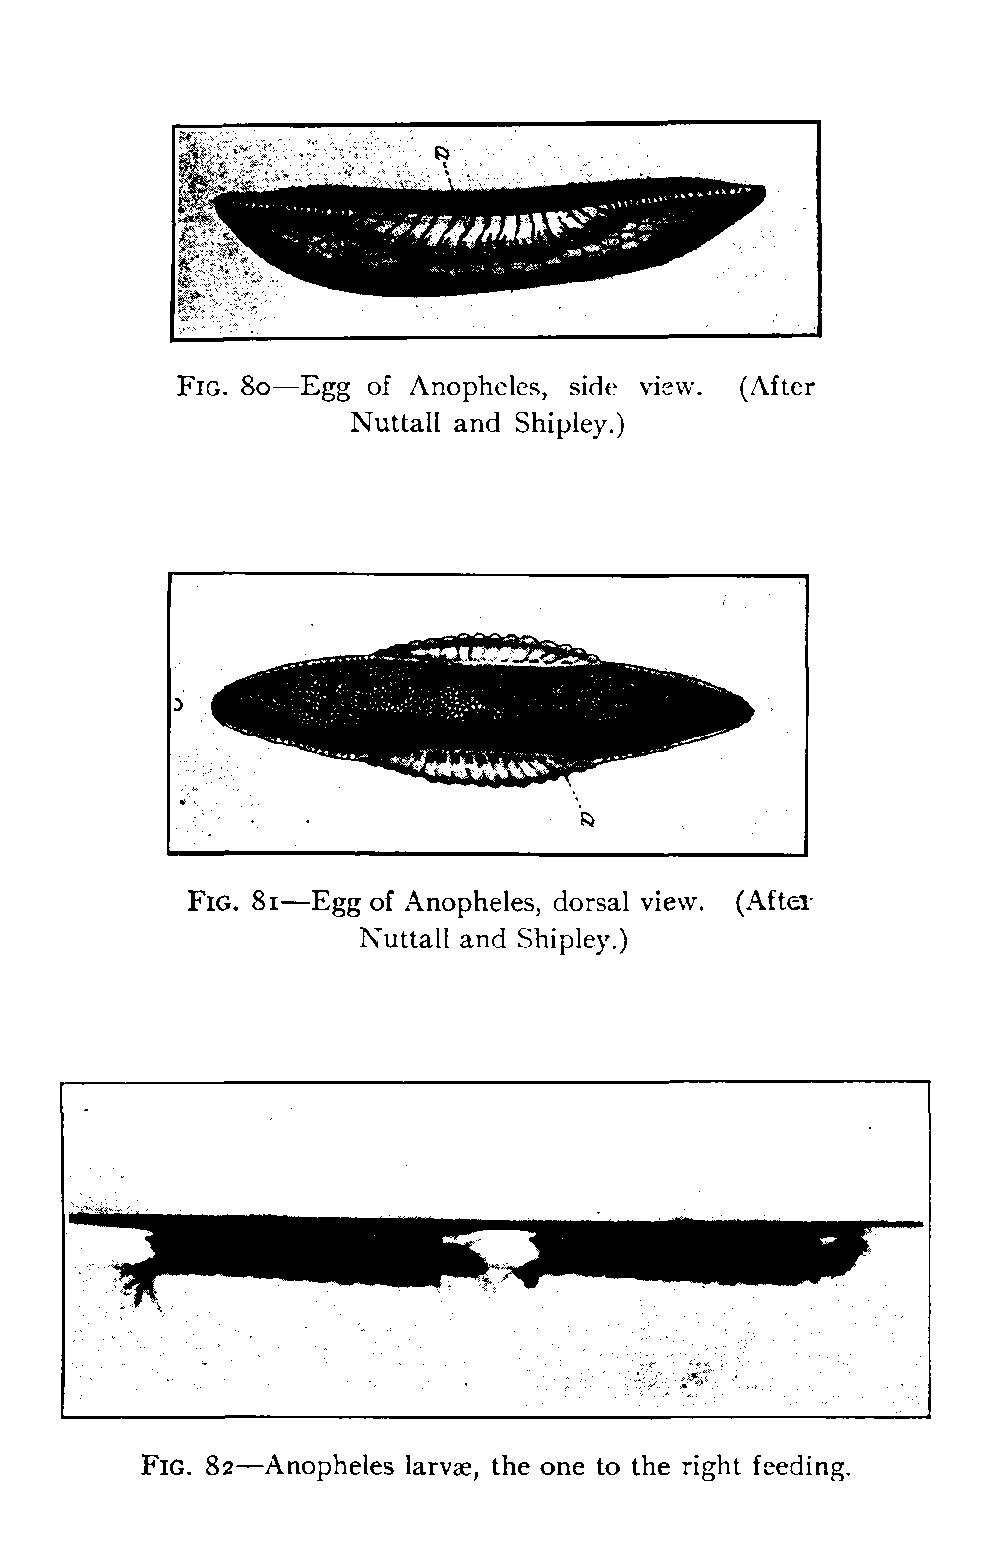 D
FIG. 80—Egg of Anopheles, side view. (After
Nuttall and Shipley.)
D
FIG. 81—Egg of Anopheles, dorsal view. (After
Nuttall and Shipley.)
FIG. 82—Anopheles larvæ, the one to the right feeding.